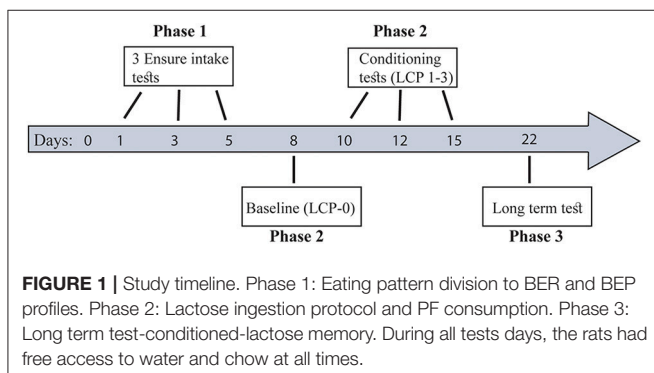 Phase 1
Phase 2
3 Ensure intake
tests
Conditioning
tests (LCP 1-3)
Days: 0 1 3 5 8 10 12 15 22
Baseline (LCP-0)
Long term test
Phase 2
Phase 3
FIGURE 1 | Study timeline. Phase 1: Eating pattern division to BER and BEP
profiles. Phase 2: Lactose ingestion protocol and PF consumption. Phase 3:
Long term test-conditioned-lactose memory. During all tests days, the rats had
free access to water and chow at all times.